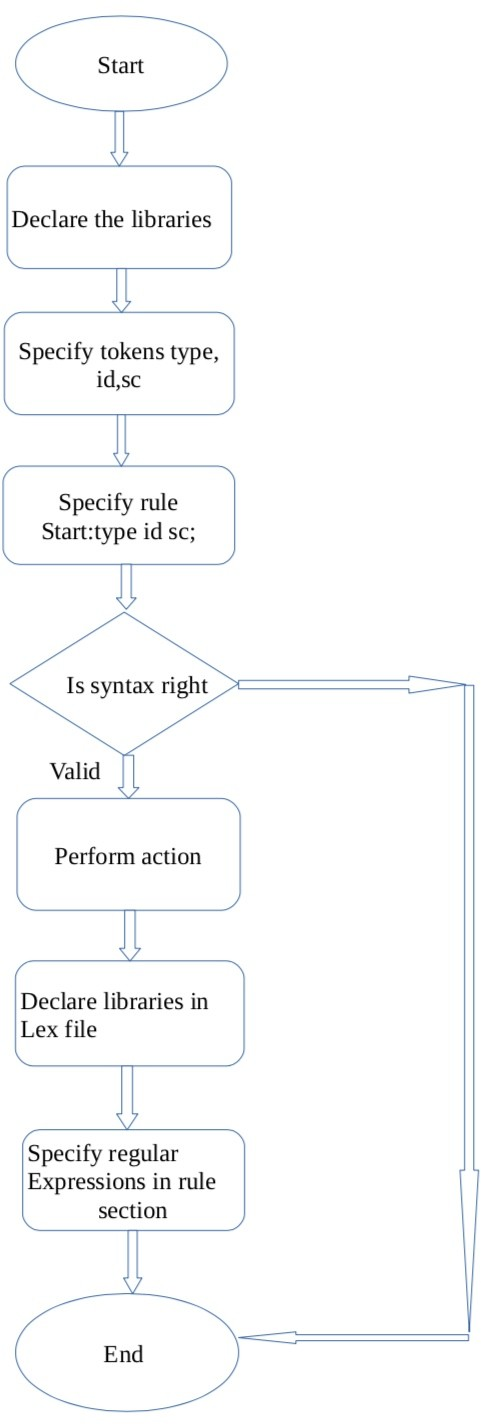 Start
Declare the libraries
Specify tokens type,
id,sc
Specify rule
Start:type id sc;
Is syntax right
Valid
Perform action
Declare libraries in
Lex file
Specify regular
Expressions in rule
section
End